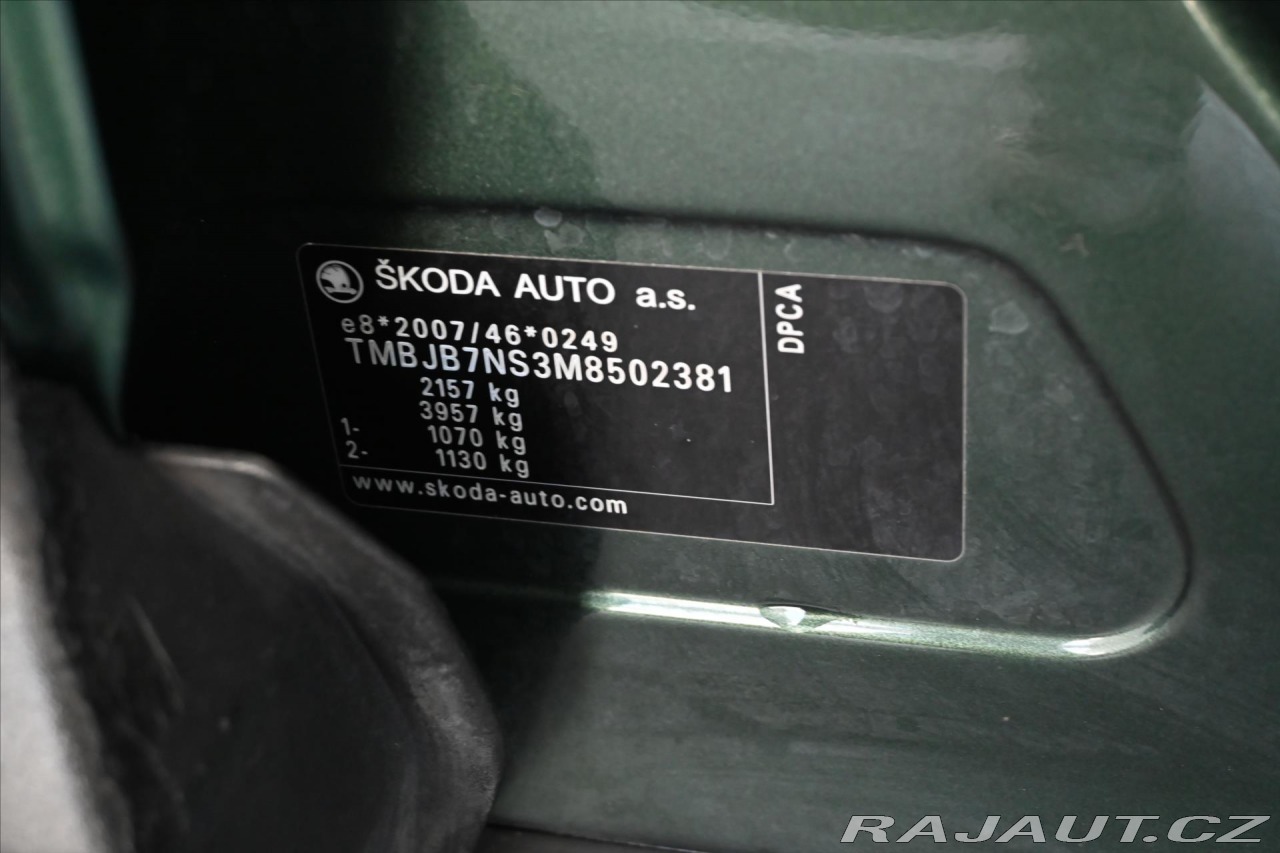 ŠKODA AUTO a.s.
e8*2007/46*0249
TMBJB7NS3M8502381
2157 kg
3957 kg
1- 1070 kg
2- 1130 kg
www.skoda-auto.com
DPCA
RAJAUT.CZ